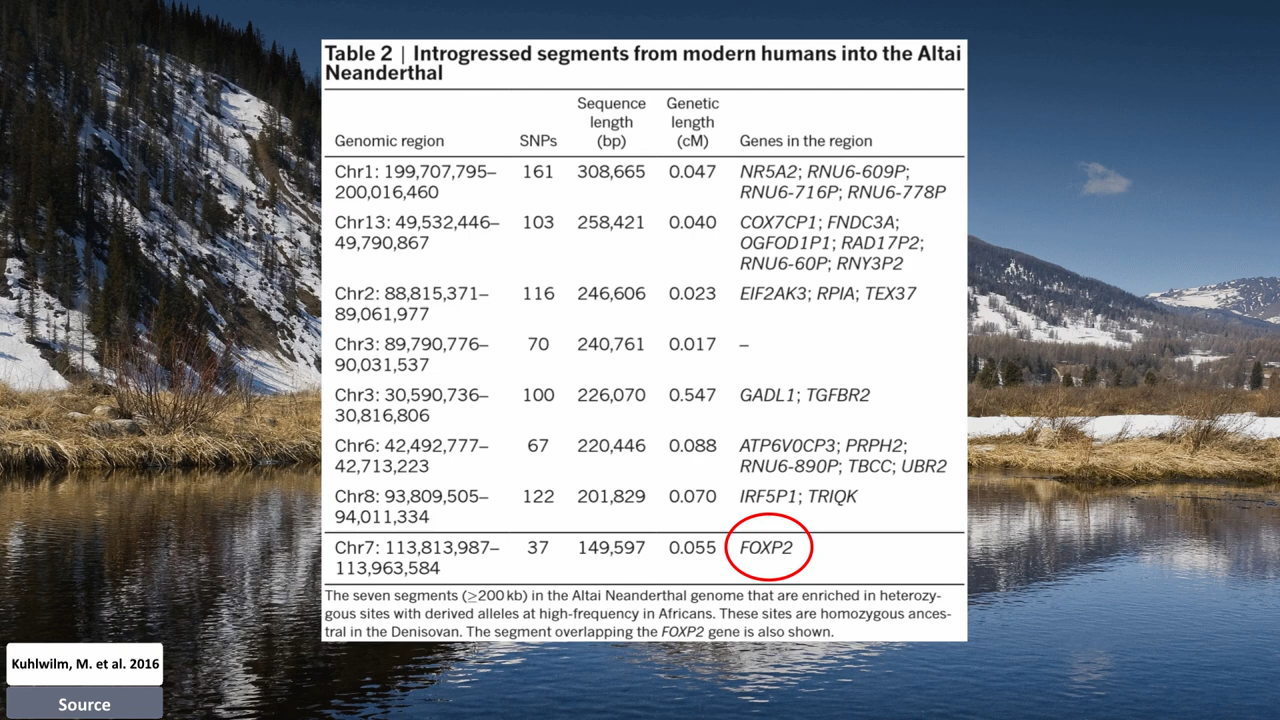 Table 2 | Introgressed segments from modern humans into the Altai
Neanderthal
Genomic region SNPs Sequence length (bp) Genetic length (cM) Genes in the region
Chr1: 199,707,795– 161 308,665 0.047 NR5A2; RNU6-609P;
200,016,460 RNU6-716P; RNU6-778P
Chr13: 49,532,446– 103 258,421 0.040 COX7CP1; FNDC3A;
49,790,867 OGFOD1P1; RAD17P2;
RNU6-60P; RNY3P2
Chr2: 88,815,371– 116 246,606 0.023 EIF2AK3; RPIA; TEX37
89,061,977
Chr3: 89,790,776– 70 240,761 0.017 –
90,031,537
Chr3: 30,590,736– 100 226,070 0.547 GADL1; TGFBR2
30,816,806
Chr6: 42,492,777– 67 220,446 0.088 ATP6V0CP3; PRPH2;
42,713,223 RNU6-890P; TBCC; UBR2
Chr8: 93,809,505– 122 201,829 0.070 IRF5P1; TRIQK
94,011,334
Chr7: 113,813,987– 37 149,597 0.055 FOXP2
113,963,584
The seven segments (≥200 kb) in the Altai Neanderthal genome that are enriched in heterozy-
gous sites with derived alleles at high-frequency in Africans. These sites are homozygous ances-
tral in the Denisovan. The segment overlapping the FOXP2 gene is also shown.
Kuhlwilm, M. et al. 2016
Source